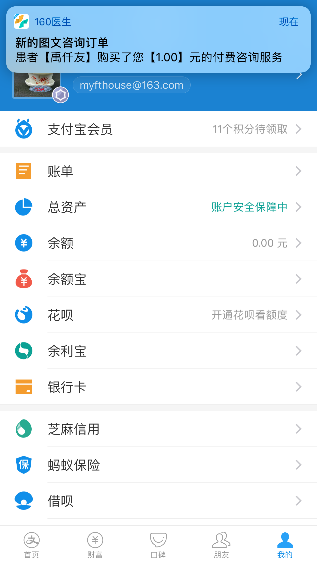 160医生
现在
新的图文咨询订单
患者【禹仟友】购买了您【1.00】元的付费咨询服务
myfthouse@163.com
支付宝会员
11个积分待领取
账单
总资产
账户安全保障中
余额
0.00 元
余额宝
花呗
开通花呗看额度
余利宝
银行卡
芝麻信用
蚂蚁保险
借呗
首页
财富
口碑
朋友
我的